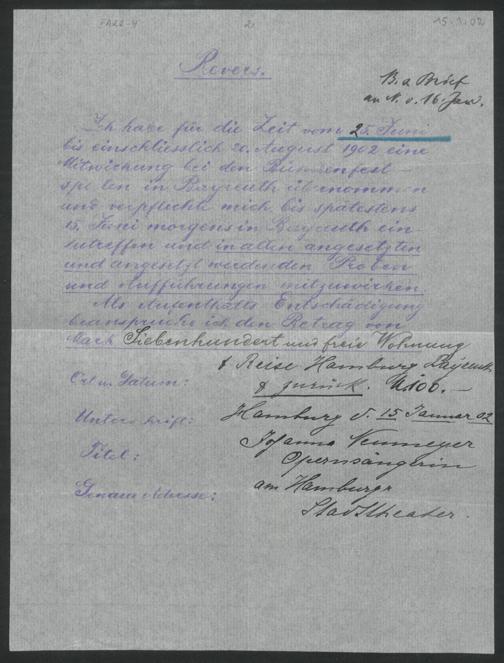 FA22-4
2.
15.1.02
Revers.
B. a Brief
an N. v. 16 Jan.
Ich habe für die Zeit vom 25. Juni
bis einschliesslich 20. August 1902 eine
Mitwirkung bei den Bühnenfest-
spielen in Bayreuth übernommen
und verpflichte mich, bis spätestens
15. Juni morgens in Bayreuth ein-
zutreffen und in allen angesetzten
und angesetzt werdenden Proben
und Aufführungen mitzuwirken.
Als Aufenthalts Entschädigung
beanspruche ich den Betrag von
Mark Siebenhundert und freie Wohnung
& Reise Hamburg Bayreuth
& zurück.
Ort u. Datum:
Hamburg d. 15 Januar 02
Unterschrift:
Johanna Neumeyer
Titel:
Opernsängerin
Genaue Adresse:
am Hamburger
Stadttheater.